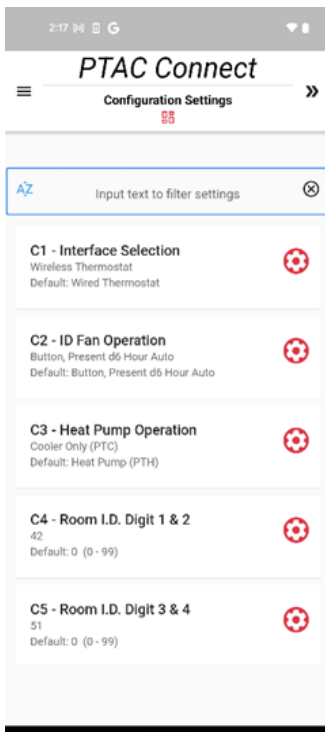 2:17
PTAC Connect
Configuration Settings
AZ
Input text to filter settings
C1 - Interface Selection
Wireless Thermostat
Default: Wired Thermostat
C2 - ID Fan Operation
Button, Present d6 Hour Auto
Default: Button, Present d6 Hour Auto
C3 - Heat Pump Operation
Cooler Only (PTC)
Default: Heat Pump (PTH)
C4 - Room I.D. Digit 1 & 2
42
Default: 0 (0 - 99)
C5 - Room I.D. Digit 3 & 4
51
Default: 0 (0 - 99)